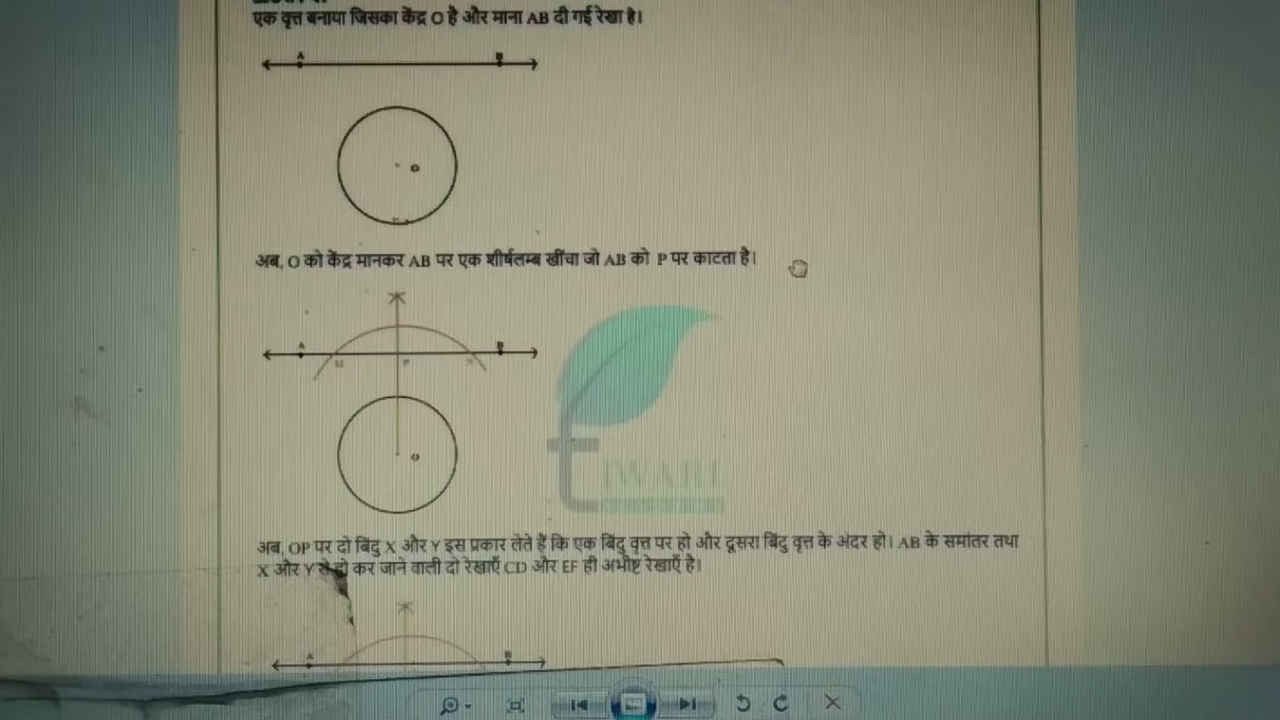 एक वृत्त बनाया जिसका केंद्र O है और माना AB दी गई रेखा है।
A B
O
अब, O को केंद्र मानकर AB पर एक शीर्षलम्ब खींचा जो AB को P पर काटता है।
A B
M P N
O
IWARI
अब, OP पर दो बिंदु X और Y इस प्रकार लेते हैं कि एक बिंदु वृत्त पर हो और दूसरा बिंदु वृत्त के अंदर हो। AB के समांतर तथा
X और Y से हो कर जाने वाली दो रेखाएँ CD और EF ही अभीष्ट रेखाएँ है।
A B